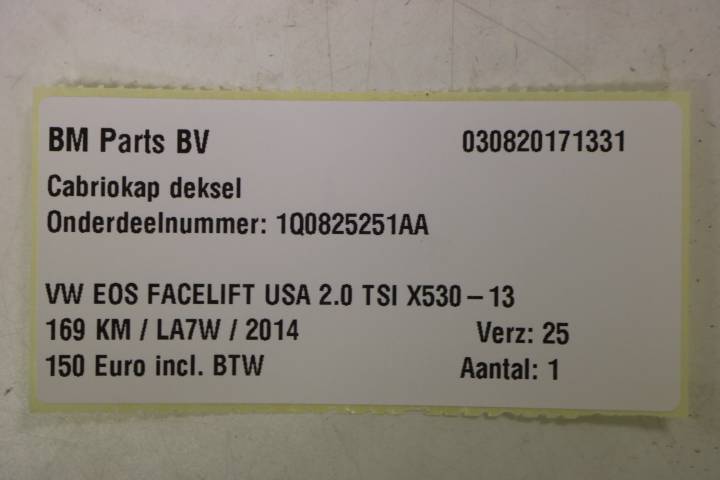 BM Parts BV 030820171331
Cabriokap deksel
Onderdeelnummer: 1Q0825251AA
VW EOS FACELIFT USA 2.0 TSI X530 – 13
169 KM / LA7W / 2014 Verz: 25
150 Euro incl. BTW Aantal: 1